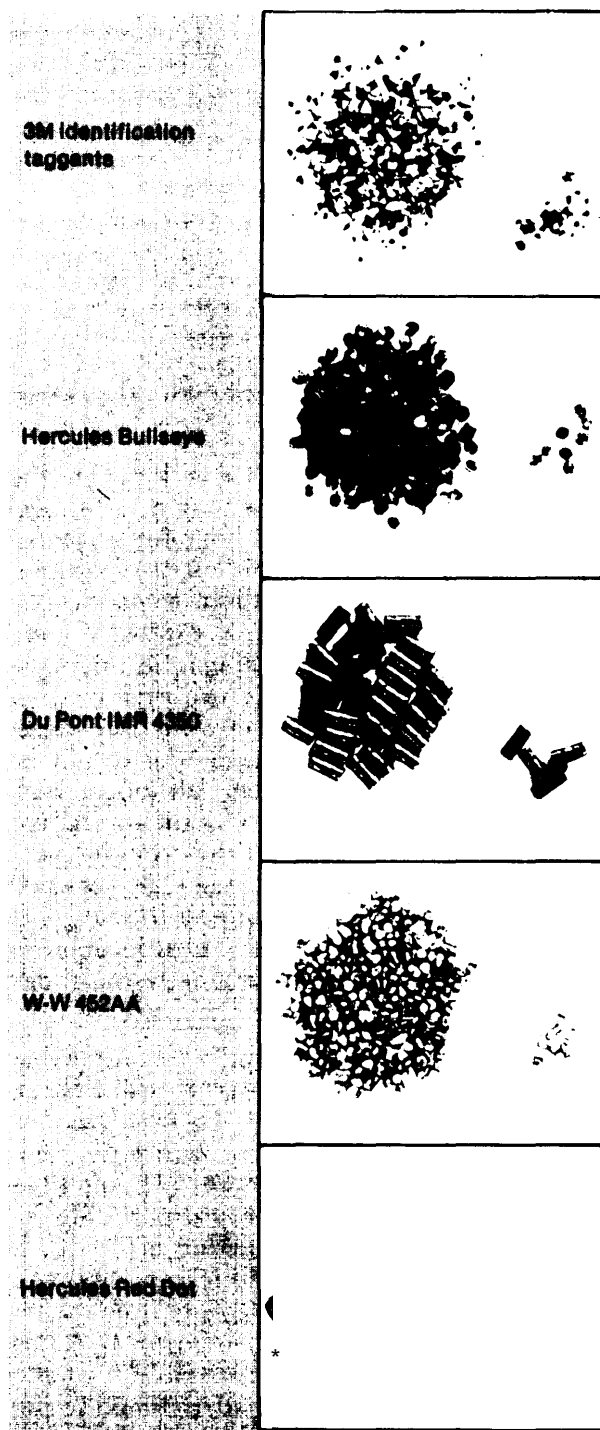 3M identification
taggants
Hercules Bullseye
Du Pont IMR 4350
W-W 452AA
Hercules Red Dot
*